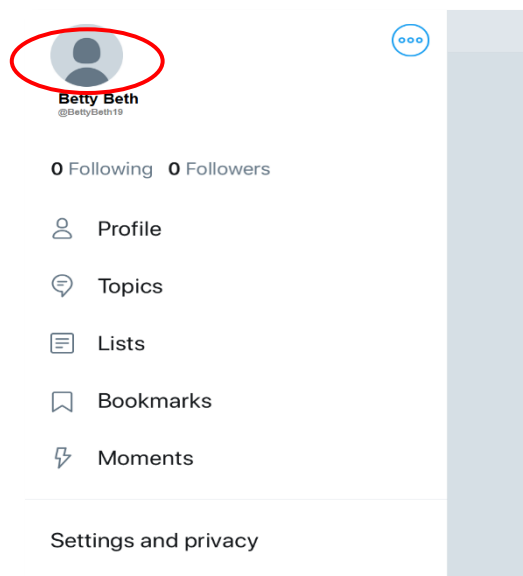 Betty Beth
@BettyBeth19
0 Following 0 Followers
Profile
Topics
Lists
Bookmarks
Moments
Settings and privacy